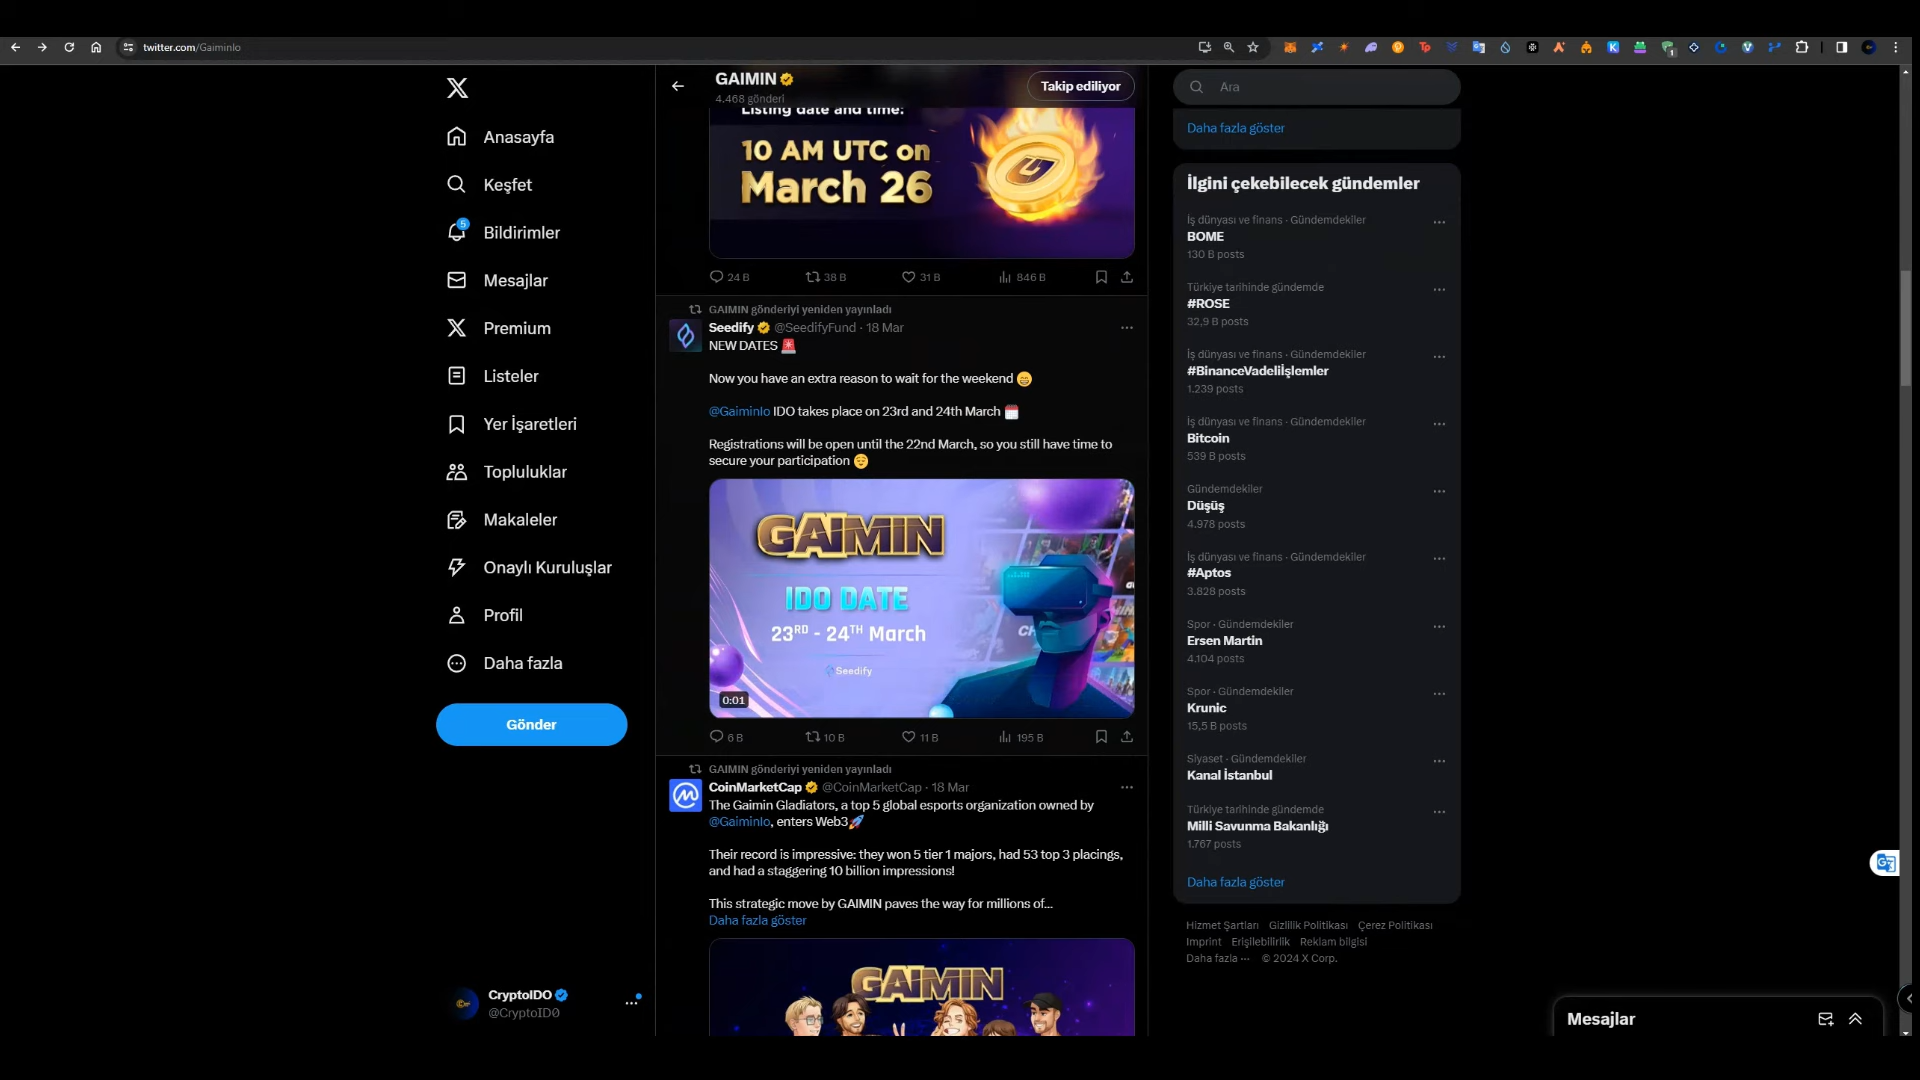 twitter.com/GaiminIo
X
Anasayfa
Keşfet
5
Bildirimler
Mesajlar
Premium
Listeler
Yer İşaretleri
Topluluklar
Makaleler
Onaylı Kuruluşlar
Profil
Daha fazla
Gönder
CryptoIDO
@CryptoID0
GAIMIN
4.468 gönderi
Takip ediliyor
Listing date and time:
10 AM UTC on
March 26
24 B 38 B 31 B 846 B
GAIMIN gönderiyi yeniden yayınladı
Seedify @SeedifyFund · 18 Mar
NEW DATES 🚨
Now you have an extra reason to wait for the weekend 😁
@GaiminIo IDO takes place on 23rd and 24th March 🗓️
Registrations will be open until the 22nd March, so you still have time to
secure your participation 😌
GAIMIN
IDO DATE
23RD - 24TH March
Seedify
0:01
6 B 10 B 11 B 195 B
GAIMIN gönderiyi yeniden yayınladı
CoinMarketCap @CoinMarketCap · 18 Mar
The Gaimin Gladiators, a top 5 global esports organization owned by
@GaiminIo, enters Web3🚀
Their record is impressive: they won 5 tier 1 majors, had 53 top 3 placings,
and had a staggering 10 billion impressions!
This strategic move by GAIMIN paves the way for millions of...
Daha fazla göster
GAIMIN
Ara
Daha fazla göster
İlgini çekebilecek gündemler
İş dünyası ve finans · Gündemdekiler
BOME
130 B posts
Türkiye tarihinde gündemde
#ROSE
32,9 B posts
İş dünyası ve finans · Gündemdekiler
#BinanceVadeliİşlemler
1.239 posts
İş dünyası ve finans · Gündemdekiler
Bitcoin
539 B posts
Gündemdekiler
Düşüş
4.978 posts
İş dünyası ve finans · Gündemdekiler
#Aptos
3.828 posts
Spor · Gündemdekiler
Ersen Martin
4.104 posts
Spor · Gündemdekiler
Krunic
15,5 B posts
Siyaset · Gündemdekiler
Kanal İstanbul
Türkiye tarihinde gündemde
Milli Savunma Bakanlığı
1.767 posts
Daha fazla göster
Hizmet Şartları Gizlilik Politikası Çerez Politikası
Imprint Erişilebilirlik Reklam bilgisi
Daha fazla ··· © 2024 X Corp.
Mesajlar